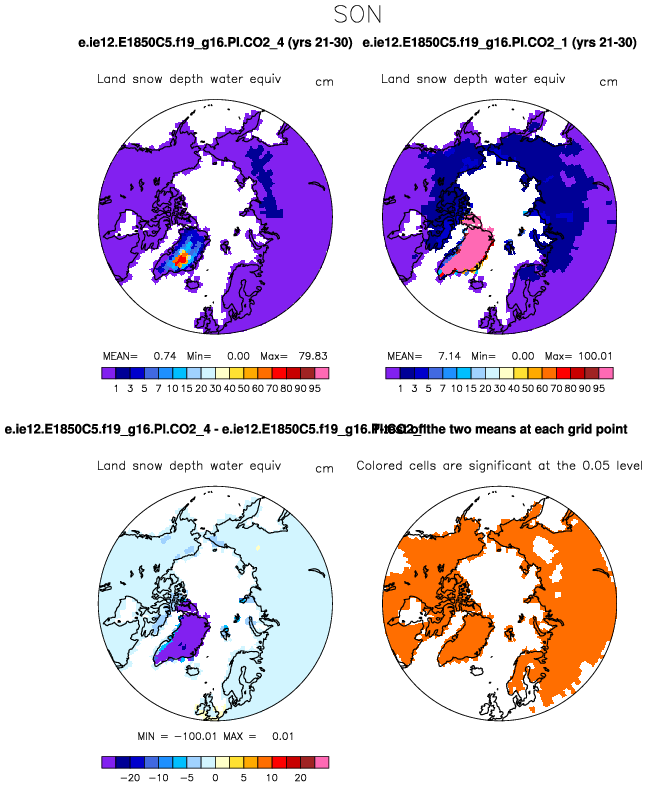 SON
e.ie12.E1850C5.f19_g16.PI.CO2_4 (yrs 21-30) e.ie12.E1850C5.f19_g16.PI.CO2_1 (yrs 21-30)
Land snow depth water equiv cm Land snow depth water equiv cm
MEAN= 0.74 Min= 0.00 Max= 79.83 MEAN= 7.14 Min= 0.00 Max= 100.01
1 3 5 7 10 15 20 30 40 50 60 70 80 90 95 1 3 5 7 10 15 20 30 40 50 60 70 80 90 95
e.ie12.E1850C5.f19_g16.PI.CO2_4 - e.ie12.E1850C5.f19_g16.PI.CO2_1 T-test of the two means at each grid point
Land snow depth water equiv cm Colored cells are significant at the 0.05 level
MIN = -100.01 MAX = 0.01
-20 -10 -5 0 5 10 20